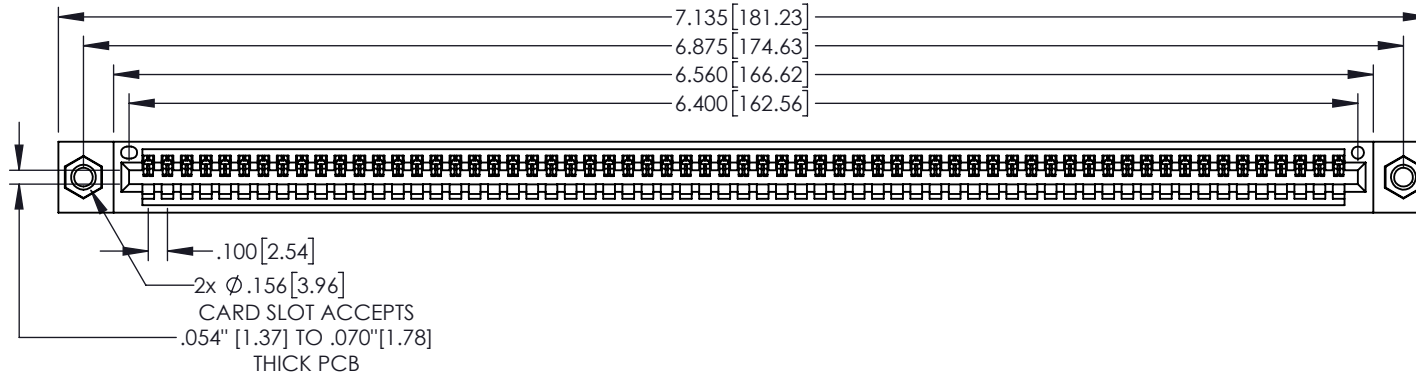 7.135[181.23]
6.875[174.63]
6.560[166.62]
6.400[162.56]
.100[2.54]
2x Ø.156[3.96]
CARD SLOT ACCEPTS
.054" [1.37] TO .070"[1.78]
THICK PCB